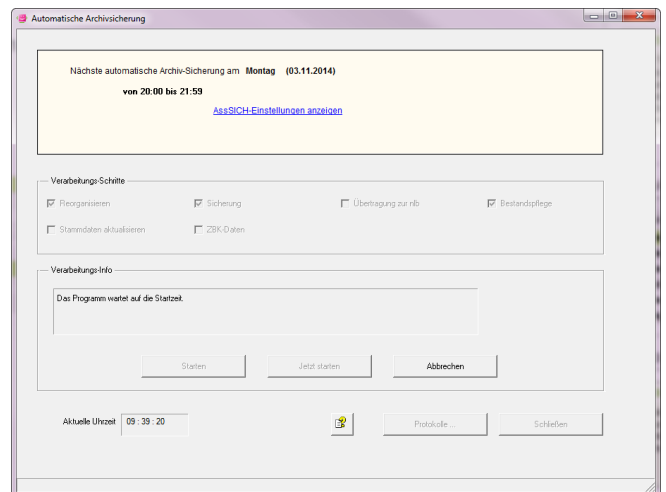 Automatische Archivsicherung
Nächste automatische Archiv-Sicherung am Montag (03.11.2014)
von 20:00 bis 21:59
AssSICH-Einstellungen anzeigen
Verarbeitungs-Schritte
Reorganisieren Sicherung Übertragung zur nlb Bestandspflege
Stammdaten aktualisieren ZBK-Daten
Verarbeitungs-Info
Das Programm wartet auf die Startzeit.
Starten Jetzt starten Abbrechen
Aktuelle Uhrzeit 09 : 39 : 20 Protokolle ... Schließen